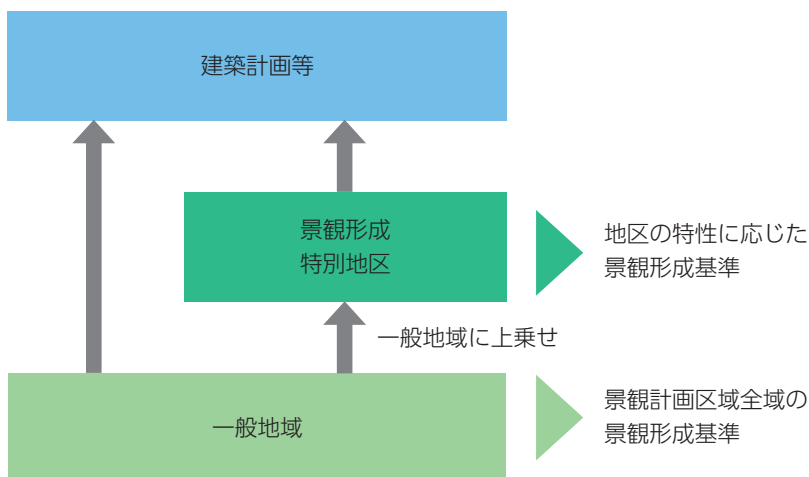 建築計画等
景観形成
特別地区
地区の特性に応じた
景観形成基準
一般地域に上乗せ
一般地域
景観計画区域全域の
景観形成基準